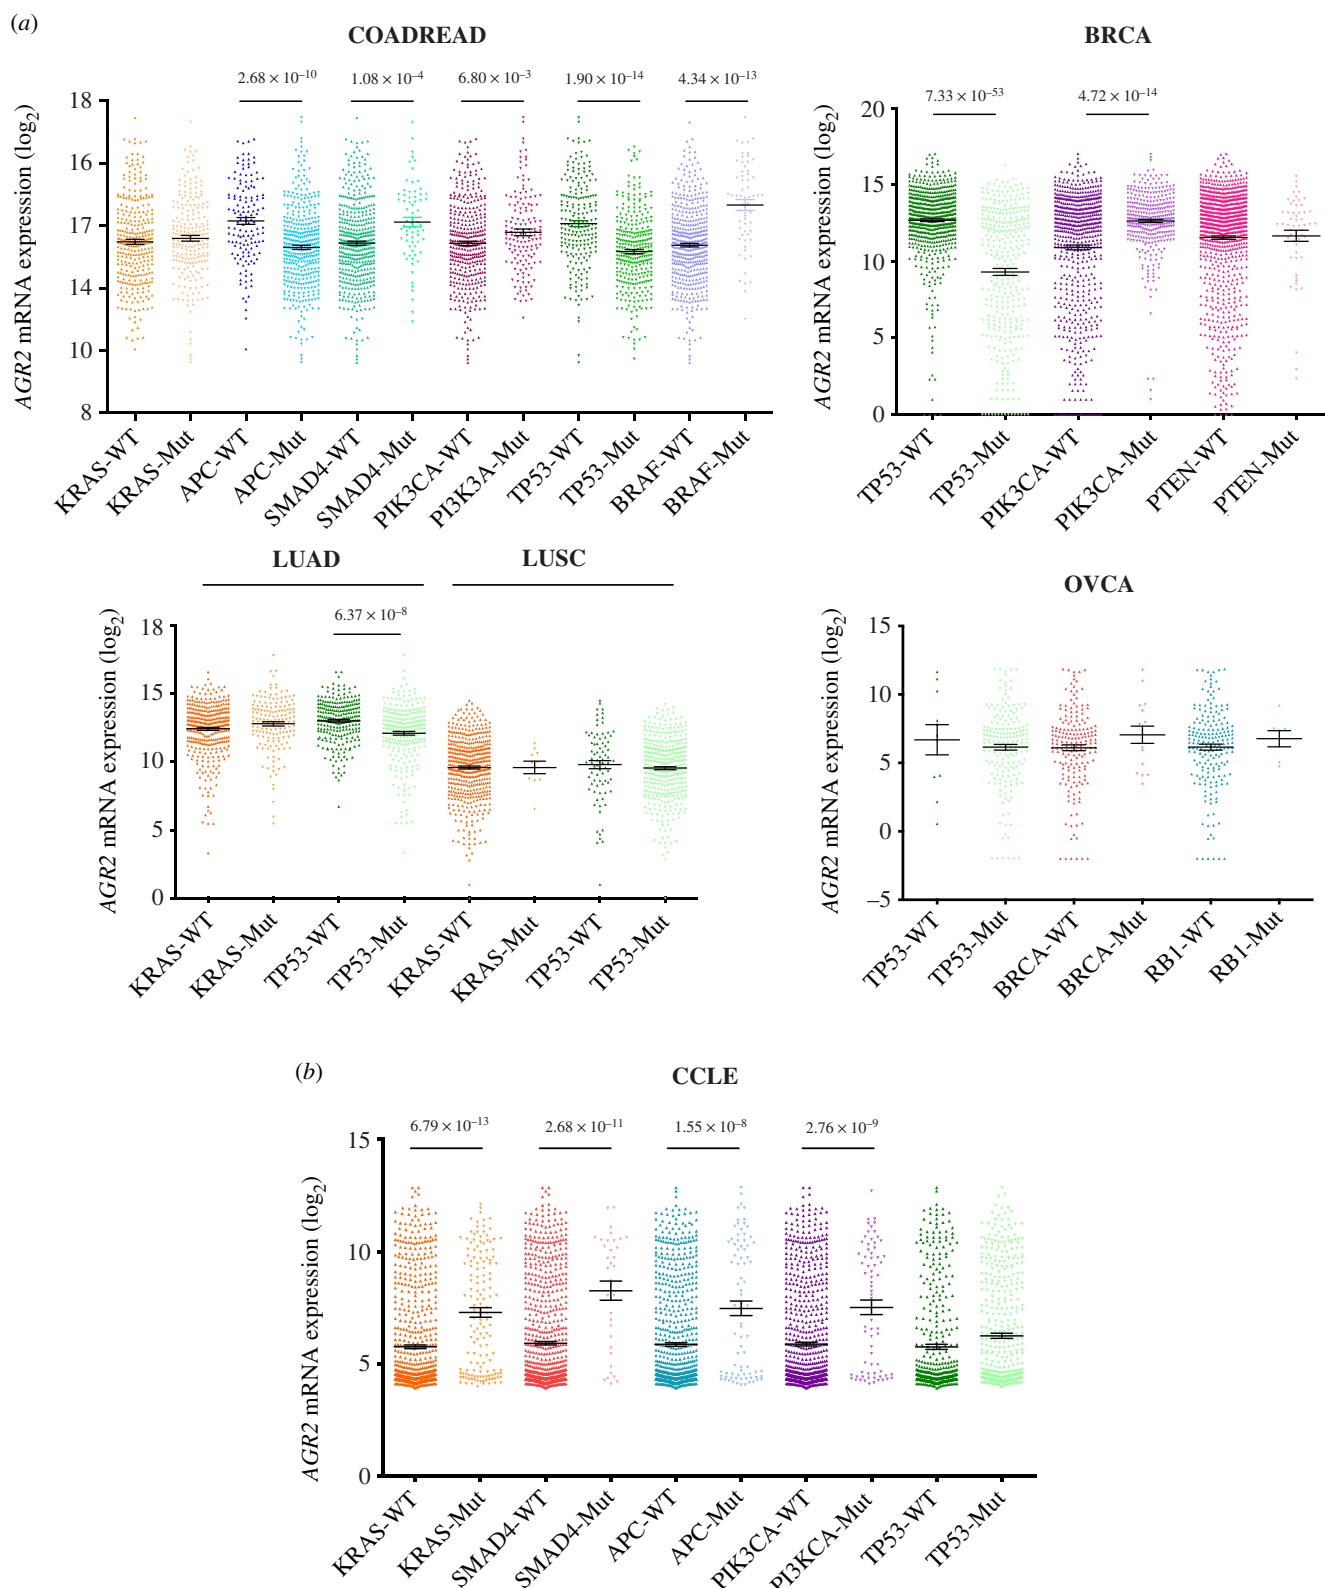 (a)
COADREAD
2.68 × 10–10 1.08 × 10–4 6.80 × 10–3 1.90 × 10–14 4.34 × 10–13
AGR2 mRNA expression (log2)
18
16
17
14
10
8
KRAS-WT KRAS-Mut APC-WT APC-Mut SMAD4-WT SMAD4-Mut PIK3CA-WT PI3K3A-Mut TP53-WT TP53-Mut BRAF-WT BRAF-Mut
BRCA
7.33 × 10–53 4.72 × 10–14
AGR2 mRNA expression (log2)
20
15
10
5
0
TP53-WT TP53-Mut PIK3CA-WT PIK3CA-Mut PTEN-WT PTEN-Mut
LUAD LUSC
6.37 × 10–8
AGR2 mRNA expression (log2)
18
15
10
5
0
KRAS-WT KRAS-Mut TP53-WT TP53-Mut KRAS-WT KRAS-Mut TP53-WT TP53-Mut
OVCA
AGR2 mRNA expression (log2)
15
10
5
0
–5
TP53-WT TP53-Mut BRCA-WT BRCA-Mut RB1-WT RB1-Mut
(b)
CCLE
6.79 × 10–13 2.68 × 10–11 1.55 × 10–8 2.76 × 10–9
AGR2 mRNA expression (log2)
15
10
5
0
KRAS-WT KRAS-Mut SMAD4-WT SMAD4-Mut APC-WT APC-Mut PIK3CA-WT PI3KCA-Mut TP53-WT TP53-Mut